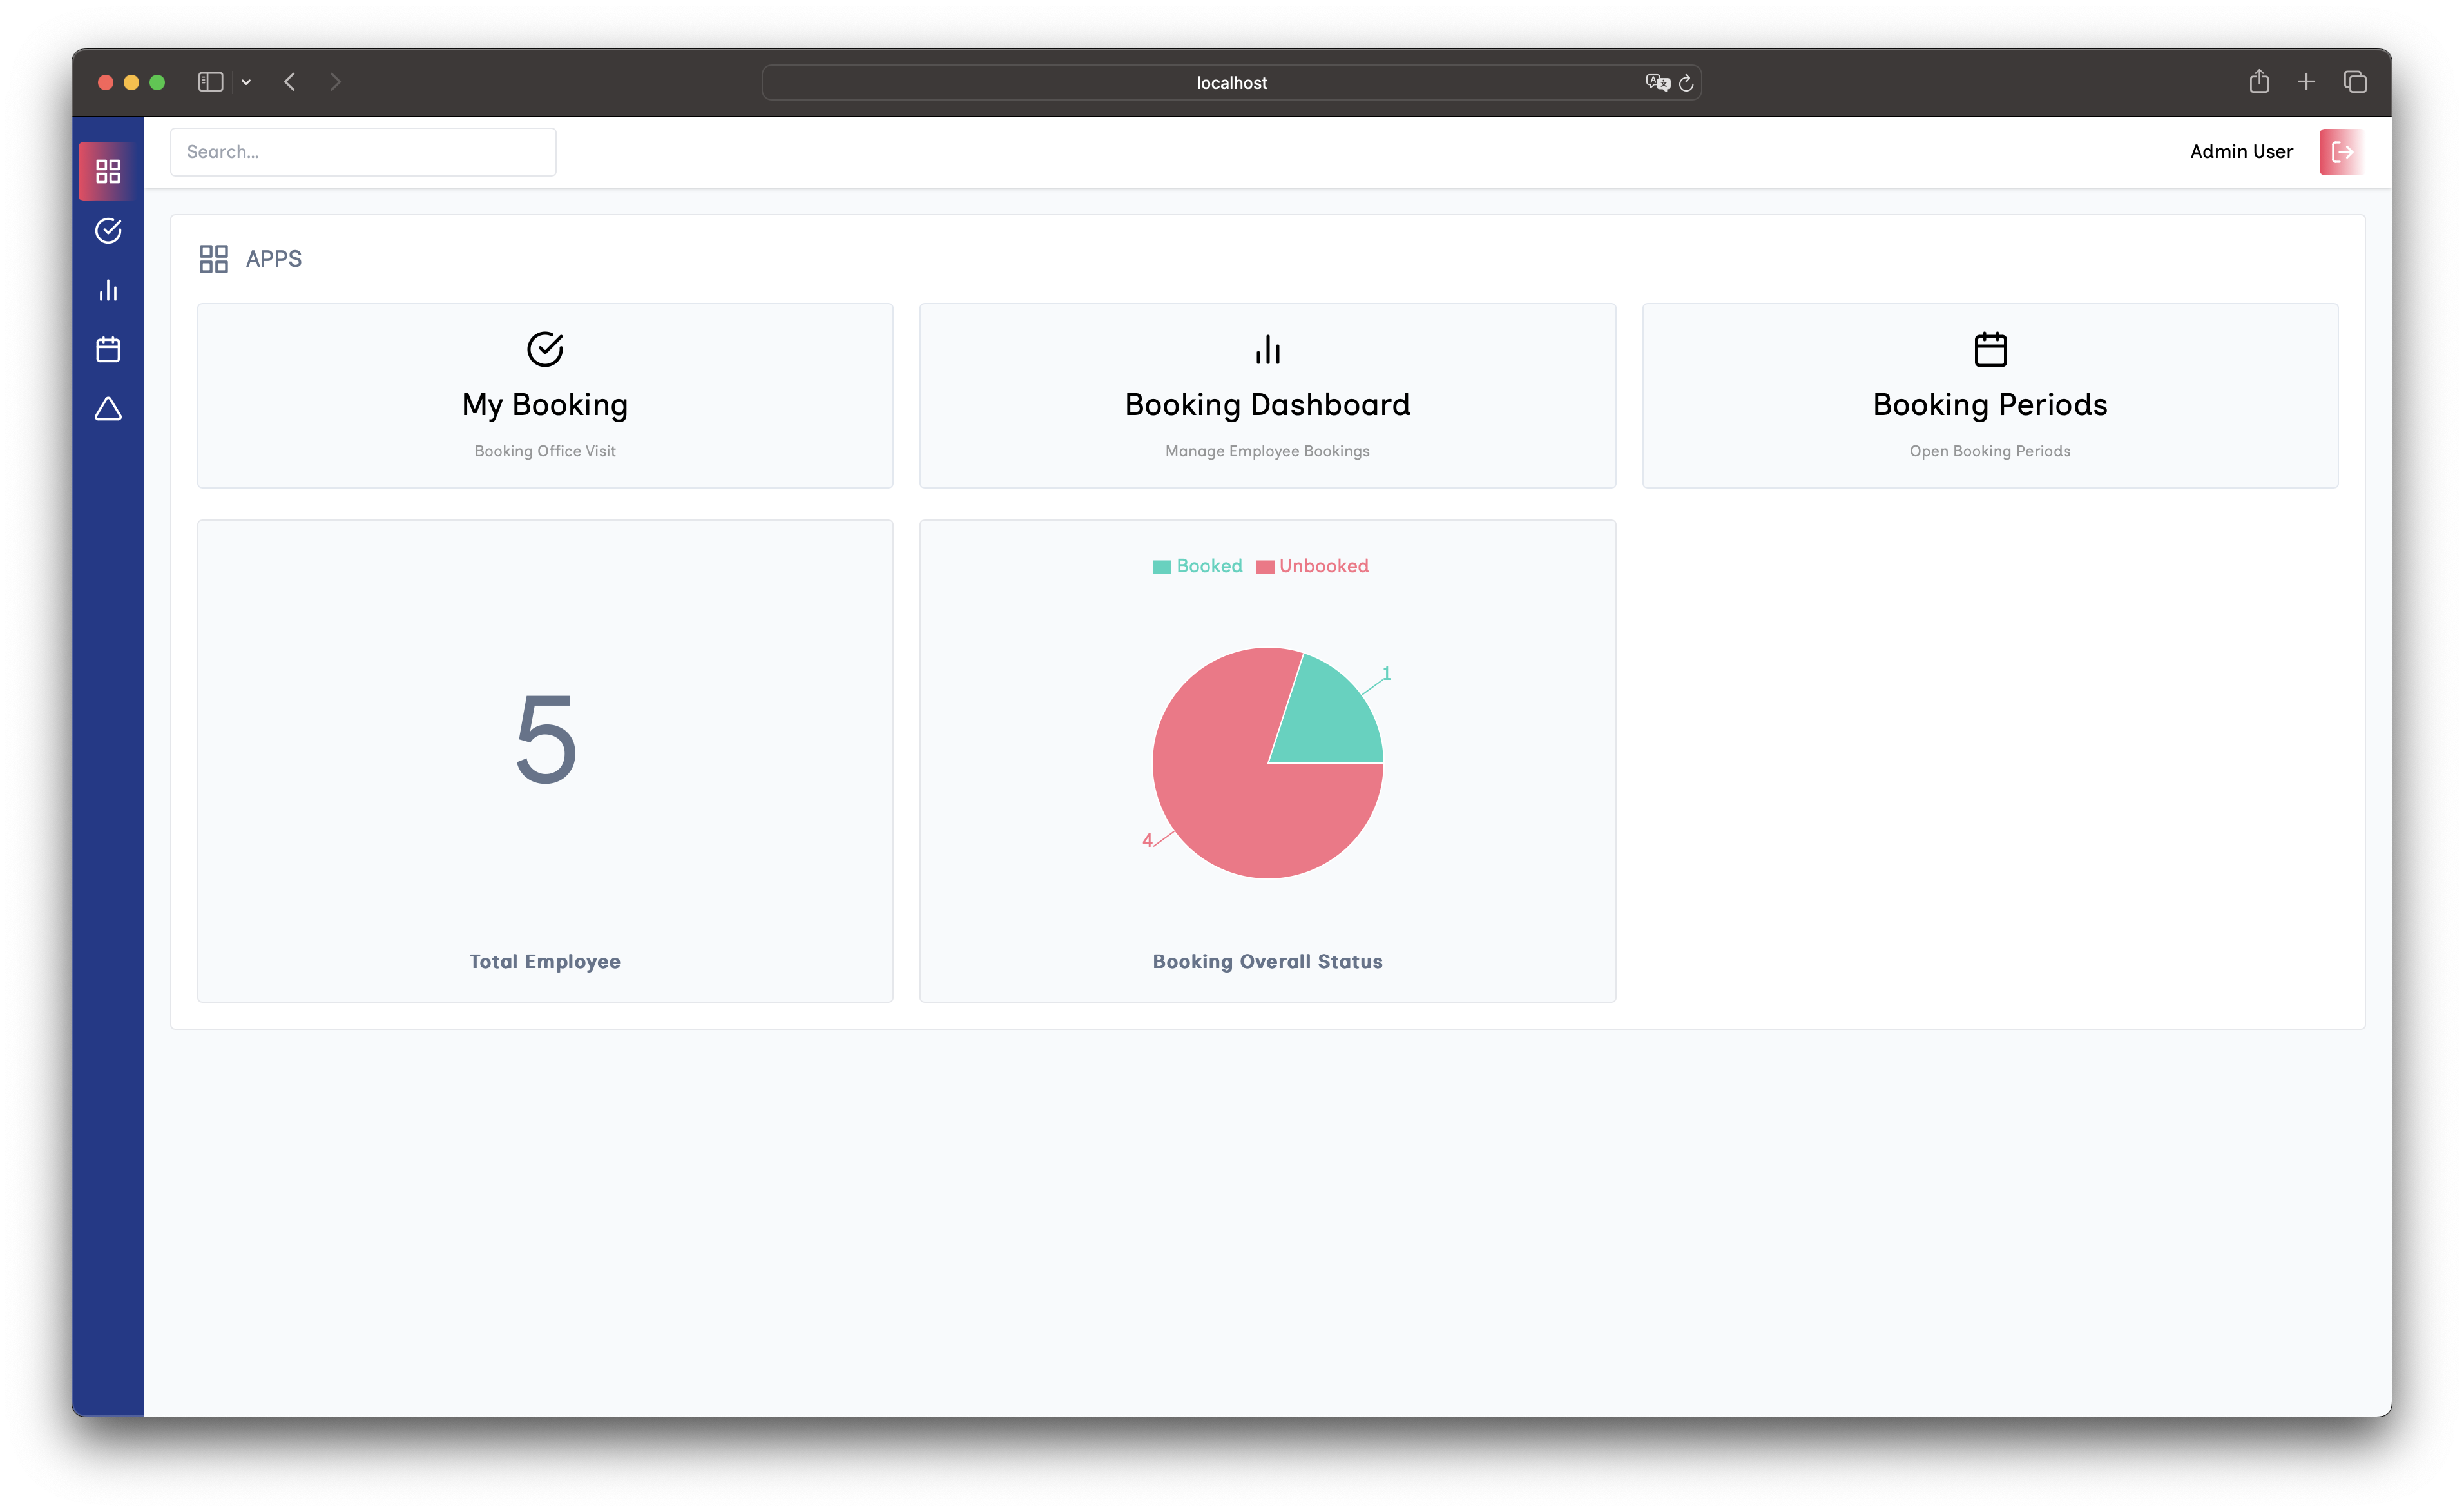 localhost
Search...
Admin User
APPS
My Booking
Booking Office Visit
Booking Dashboard
Manage Employee Bookings
Booking Periods
Open Booking Periods
5
Total Employee
Booked Unbooked
1
4
Booking Overall Status